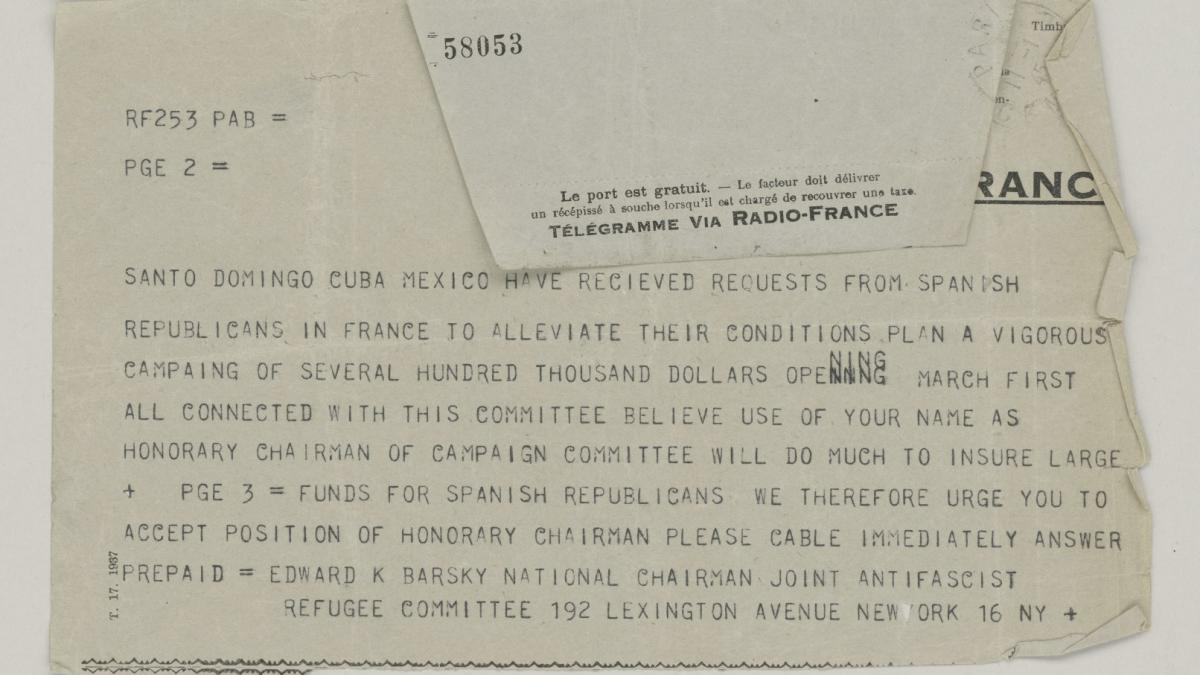 58053
Timb
RF253 PAB =
PGE 2 =
Le port est gratuit. — Le facteur doit délivrer
un récépissé à souche lorsqu'il est chargé de recouvrer une taxe.
TÉLÉGRAMME VIA RADIO-FRANCE
RANC
SANTO DOMINGO CUBA MEXICO HAVE RECIEVED REQUESTS FROM SPANISH
REPUBLICANS IN FRANCE TO ALLEVIATE THEIR CONDITIONS PLAN A VIGOROUS
CAMPAING OF SEVERAL HUNDRED THOUSAND DOLLARS OPENING MARCH FIRST
ALL CONNECTED WITH THIS COMMITTEE BELIEVE USE OF YOUR NAME AS
HONORARY CHAIRMAN OF CAMPAIGN COMMITTEE WILL DO MUCH TO INSURE LARGE
+ PGE 3 = FUNDS FOR SPANISH REPUBLICANS WE THEREFORE URGE YOU TO
ACCEPT POSITION OF HONORARY CHAIRMAN PLEASE CABLE IMMEDIATELY ANSWER
PREPAID = EDWARD K BARSKY NATIONAL CHAIRMAN JOINT ANTIFASCIST
REFUGEE COMMITTEE 192 LEXINGTON AVENUE NEW YORK 16 NY +
T. 17. 1937